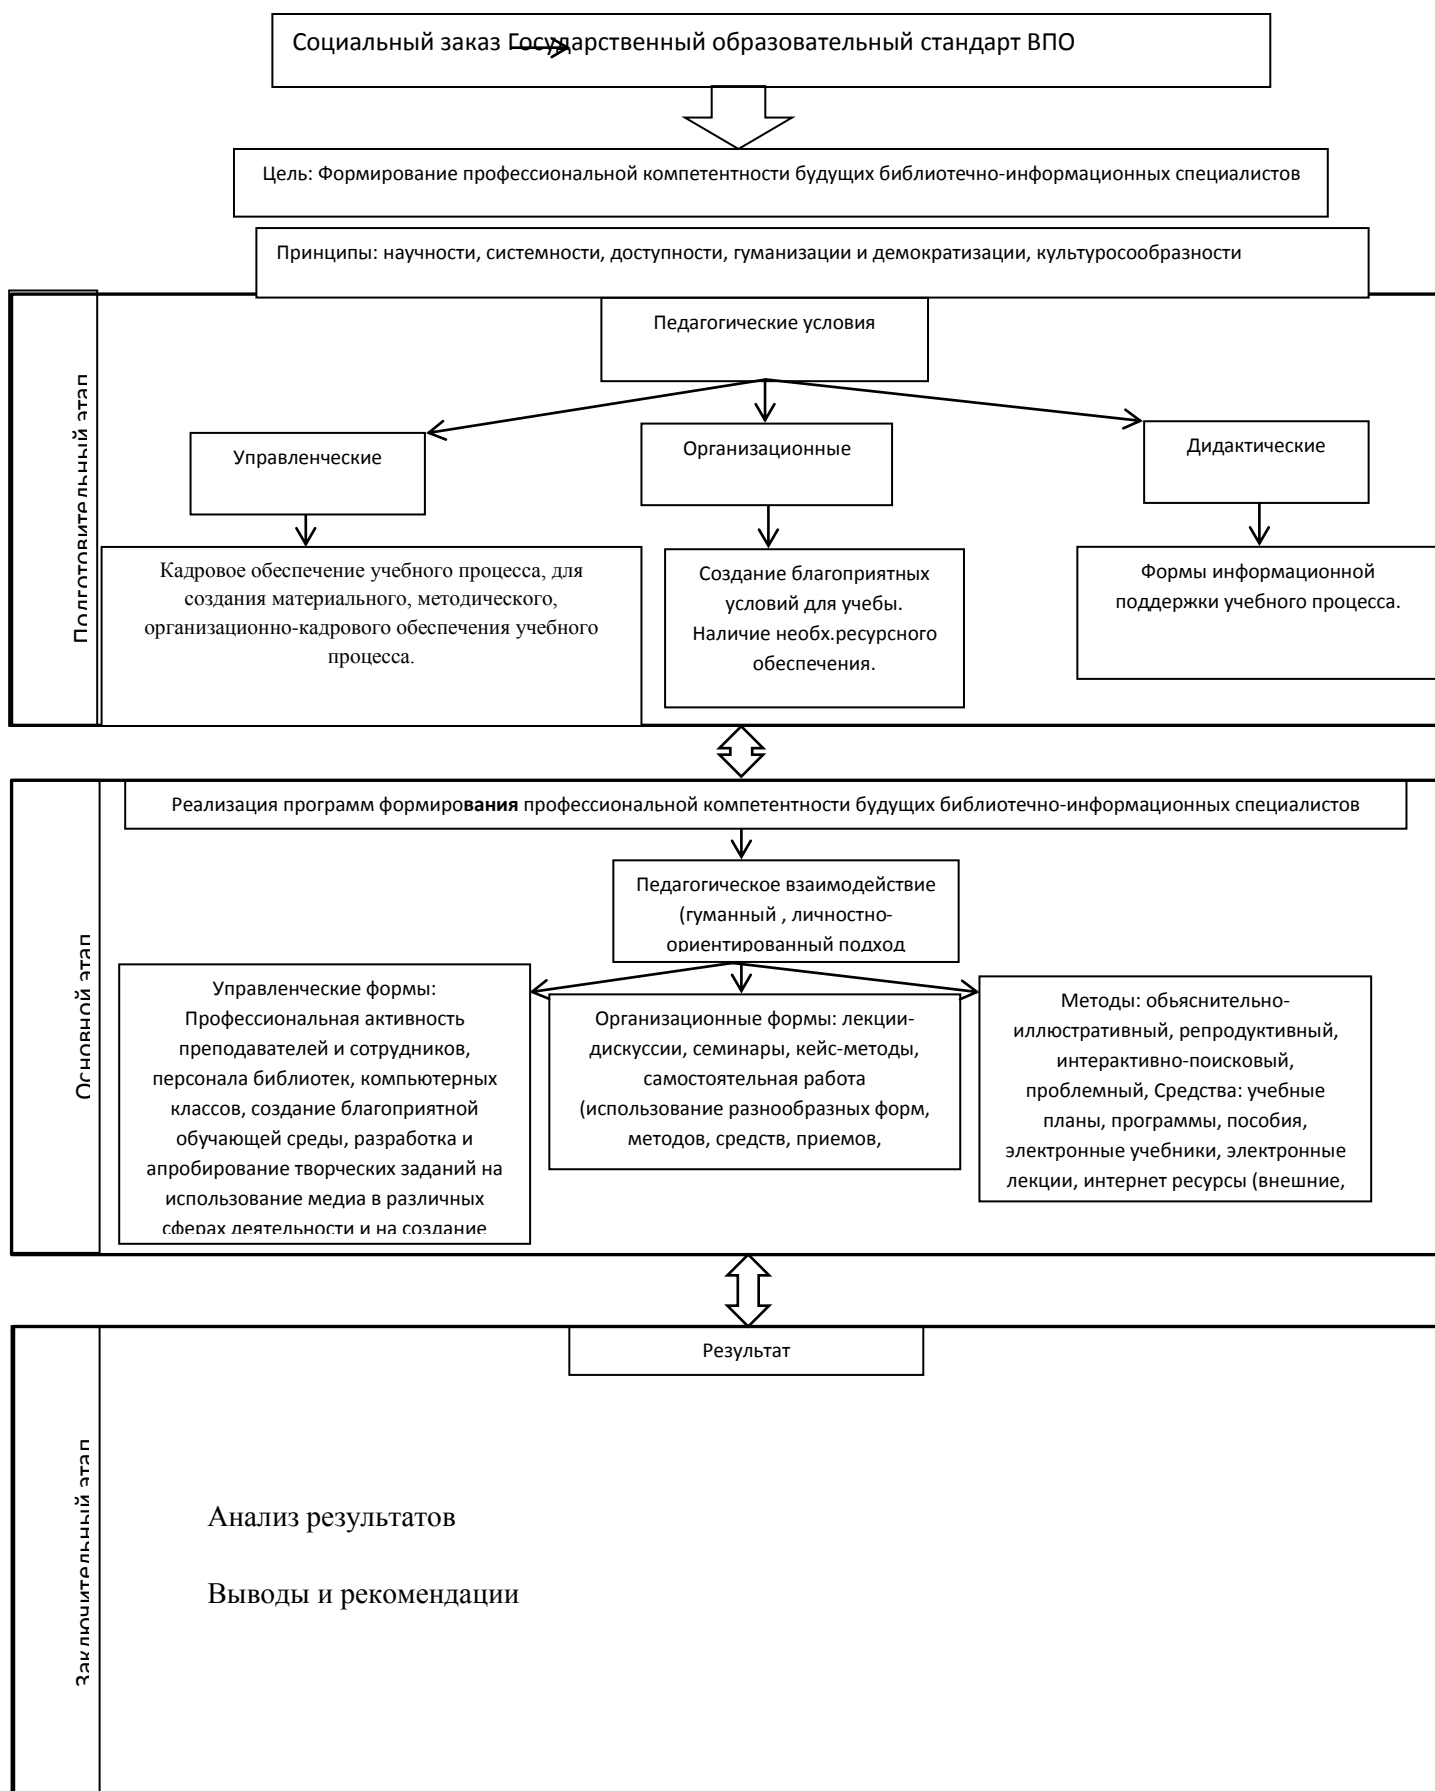 Социальный заказ Государственный образовательный стандарт ВПО
Цель: Формирование профессиональной компетентности будущих библиотечно-информационных специалистов
Принципы: научности, системности, доступности, гуманизации и демократизации, культуросообразности
Подготовительный этап
Педагогические условия
Управленческие
Организационные
Дидактические
Кадровое обеспечение учебного процесса, для
создания материального, методического,
организационно-кадрового обеспечения учебного
процесса.
Создание благоприятных
условий для учебы.
Наличие необх.ресурсного
обеспечения.
Формы информационной
поддержки учебного процесса.
Основной этап
Реализация программ формирования профессиональной компетентности будущих библиотечно-информационных специалистов
Педагогическое взаимодействие
(гуманный , личностно-
ориентированный подход
Управленческие формы:
Профессиональная активность
преподавателей и сотрудников,
персонала библиотек, компьютерных
классов, создание благоприятной
обучающей среды, разработка и
апробирование творческих заданий на
использование медиа в различных
сферах деятельности и на создание
Организационные формы: лекции-
дискуссии, семинары, кейс-методы,
самостоятельная работа
(использование разнообразных форм,
методов, средств, приемов,
Методы: обьяснительно-
иллюстративный, репродуктивный,
интерактивно-поисковый,
проблемный, Средства: учебные
планы, программы, пособия,
электронные учебники, электронные
лекции, интернет ресурсы (внешние,
Заключительный этап
Результат
Анализ результатов
Выводы и рекомендации